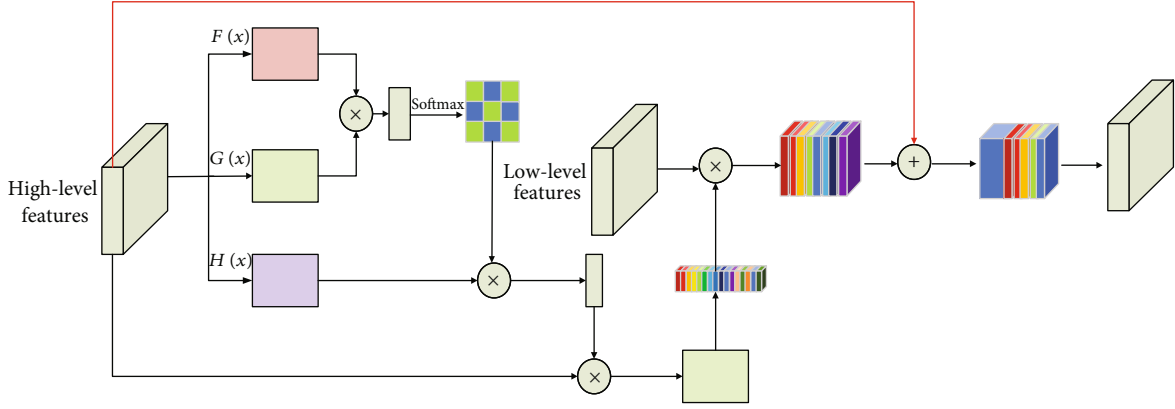 F (x)
Softmax
×
G (x)
High-level
features
Low-level
features
×
+
H (x)
×
×